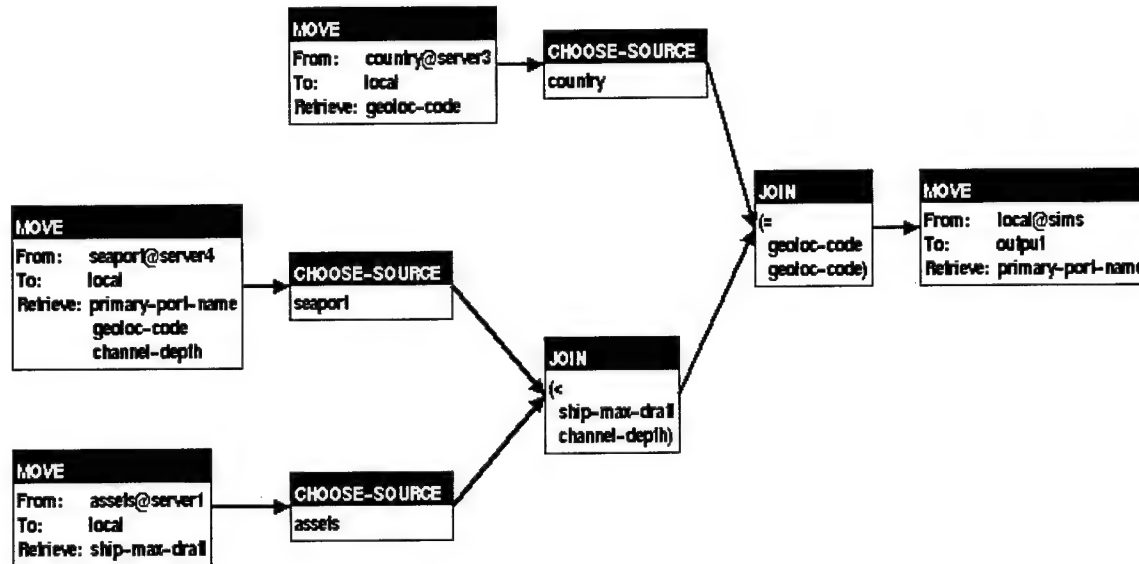 MOVE
From: country@server3
To: local
Retrieve: geoloc-code
CHOOSE-SOURCE
country
MOVE
From: seaport@server4
To: local
Retrieve: primary-port-name
geoloc-code
channel-depth
CHOOSE-SOURCE
seaport
MOVE
From: assets@server1
To: local
Retrieve: ship-max-draft
CHOOSE-SOURCE
assets
JOIN
(<
ship-max-draft
channel-depth)
JOIN
(=
geoloc-code
geoloc-code)
MOVE
From: local@sims
To: output
Retrieve: primary-port-name